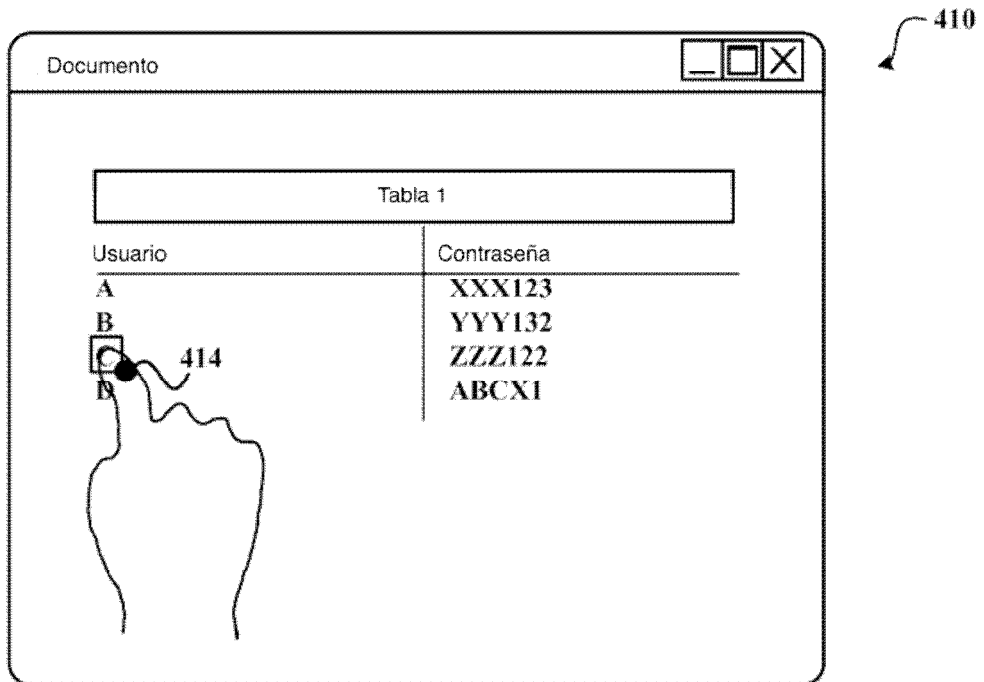 410
Documento
Tabla 1
Usuario Contraseña
A XXX123
B YYY132
C ZZZ122
414
D ABCX1